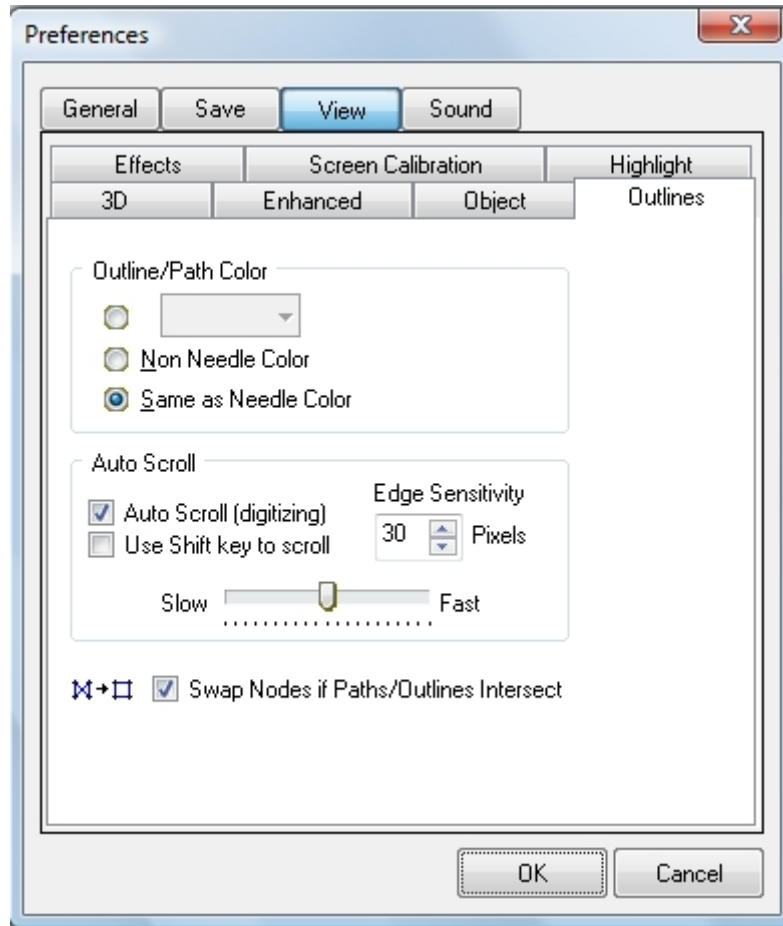 Preferences
General Save View Sound
Effects Screen Calibration Highlight
3D Enhanced Object Outlines
Outline/Path Color
Non Needle Color
Same as Needle Color
Auto Scroll
Edge Sensitivity
Auto Scroll (digitizing)
30 Pixels
Use Shift key to scroll
Slow Fast
Swap Nodes if Paths/Outlines Intersect
OK Cancel